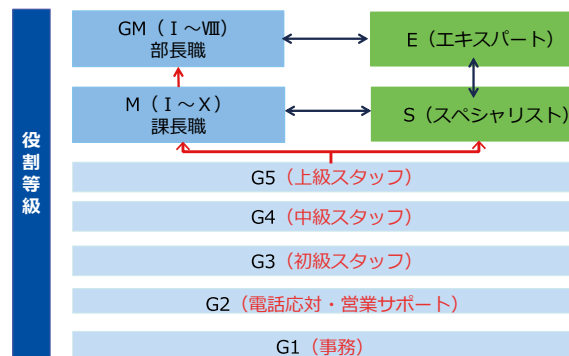 役割等級
GM（Ⅰ～Ⅷ）
部長職
E（エキスパート）
M（Ⅰ～Ⅹ）
課長職
S（スペシャリスト）
G5（上級スタッフ）
G4（中級スタッフ）
G3（初級スタッフ）
G2（電話応対・営業サポート）
G1（事務）